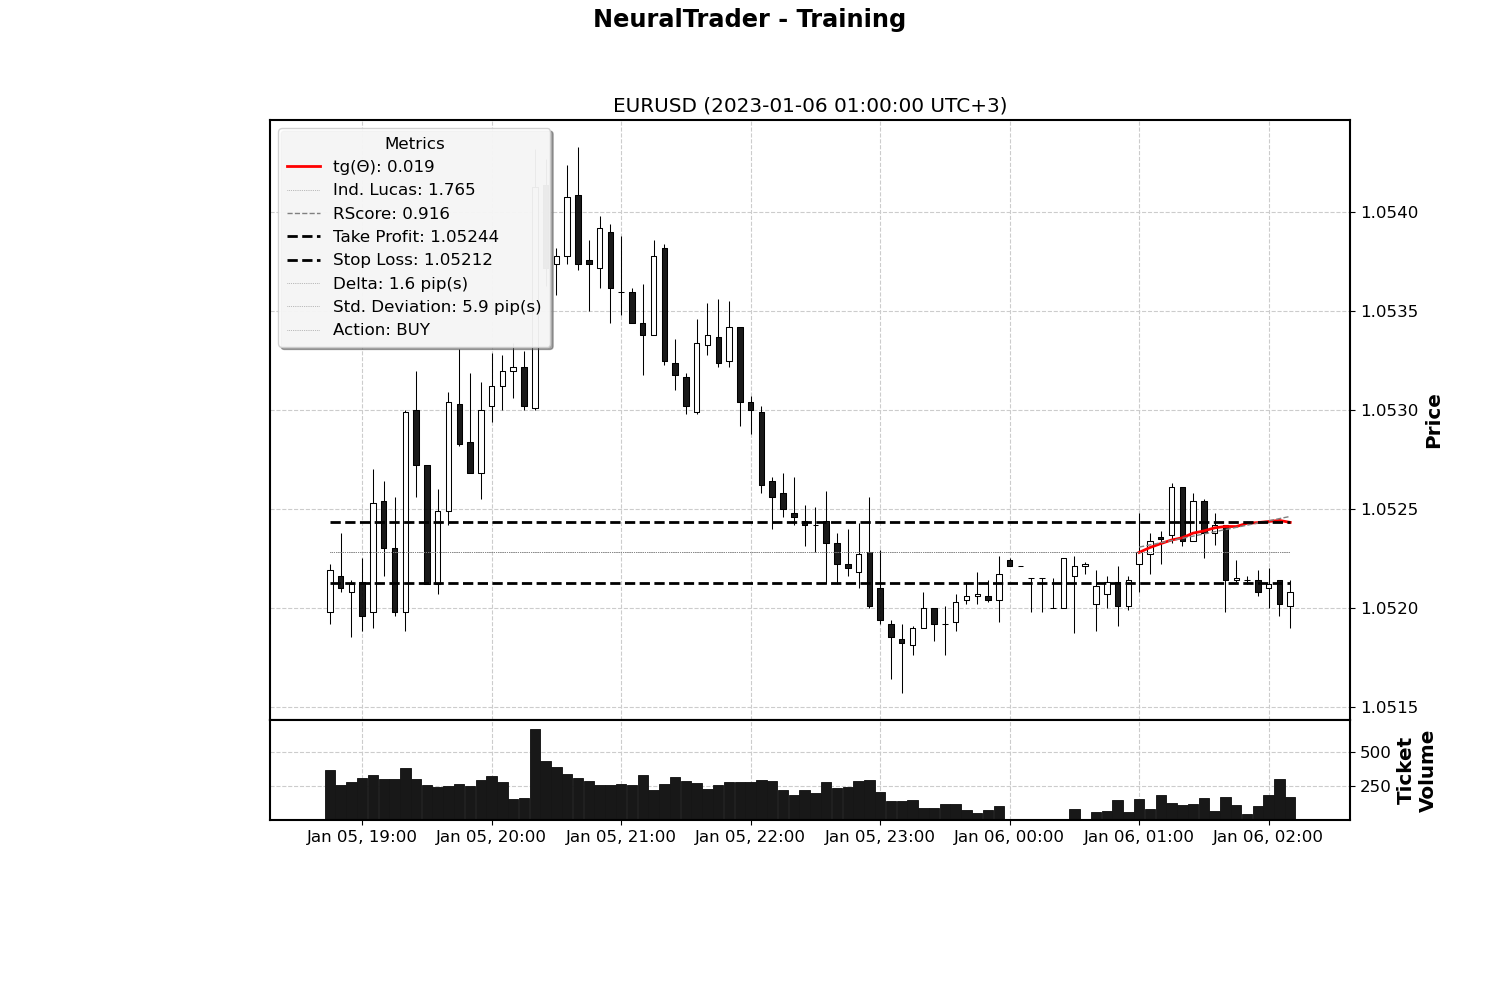 NeuralTrader - Training
EURUSD (2023-01-06 01:00:00 UTC+3)
Metrics
tg(Θ): 0.019
Ind. Lucas: 1.765
RScore: 0.916
Take Profit: 1.05244
Stop Loss: 1.05212
Delta: 1.6 pip(s)
Std. Deviation: 5.9 pip(s)
Action: BUY
1.0540
1.0535
1.0530
1.0525
1.0520
1.0515
Price
500
250
Ticket
Volume
Jan 05, 19:00 Jan 05, 20:00 Jan 05, 21:00 Jan 05, 22:00 Jan 05, 23:00 Jan 06, 00:00 Jan 06, 01:00 Jan 06, 02:00